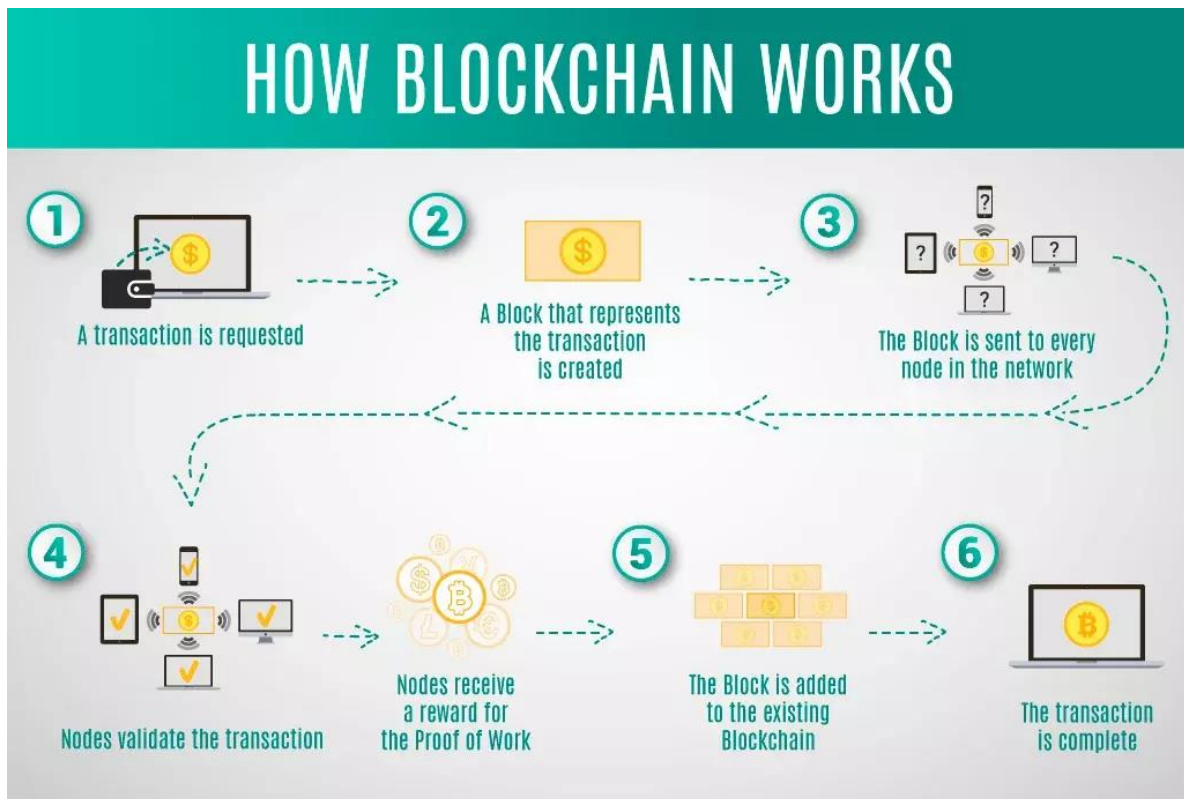 HOW BLOCKCHAIN WORKS
1
A transaction is requested
2
A Block that represents
the transaction
is created
3
The Block is sent to every
node in the network
4
Nodes validate the transaction
Nodes receive
a reward for
the Proof of Work
5
The Block is added
to the existing
Blockchain
6
The transaction
is complete